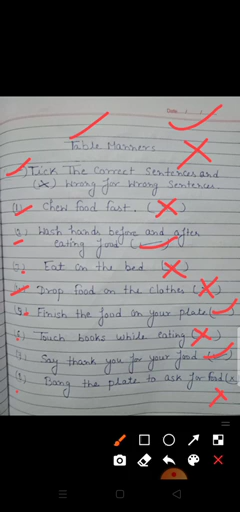 Date / /
Table Manners
Tick The Correct Sentences and
(x) Wrong for Wrong Sentence.
(1) Chew food fast. (x)
(2) Wash hands before and after
eating food (✓)
(3) Eat on the bed (x)
(4) Drop food on the clothes (x)
(5) Finish the food on your plate (✓)
(6) Touch books while eating (x)
(7) Say thank you for your food (✓)
(8) Bang the plate to ask for food (x)